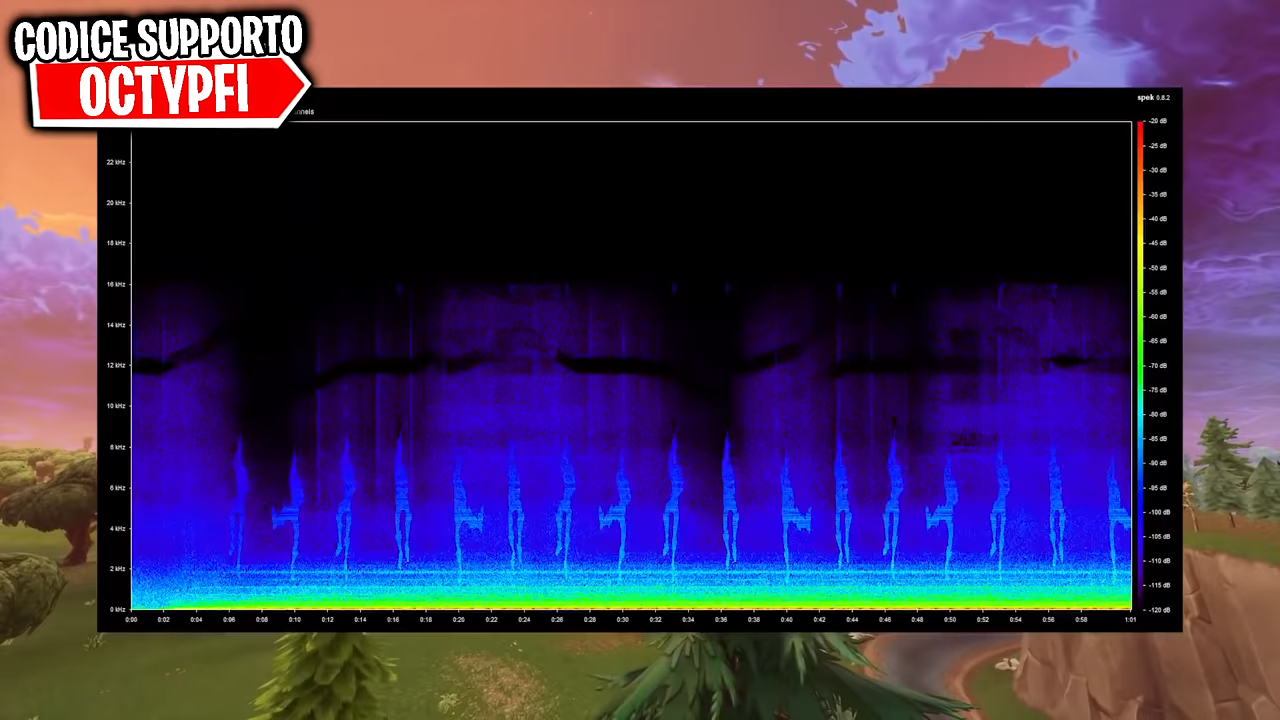 CODICE SUPPORTO
OCTYPFI
spek 0.8.2
22 kHz
20 kHz
18 kHz
16 kHz
14 kHz
12 kHz
10 kHz
8 kHz
6 kHz
4 kHz
2 kHz
0 kHz
-20 dB
-25 dB
-30 dB
-35 dB
-40 dB
-45 dB
-50 dB
-55 dB
-60 dB
-65 dB
-70 dB
-75 dB
-80 dB
-85 dB
-90 dB
-95 dB
-100 dB
-105 dB
-110 dB
-115 dB
-120 dB
0:00 0:02 0:04 0:06 0:08 0:10 0:12 0:14 0:16 0:18 0:20 0:22 0:24 0:26 0:28 0:30 0:32 0:34 0:36 0:38 0:40 0:42 0:44 0:46 0:48 0:50 0:52 0:54 0:56 0:58 1:01